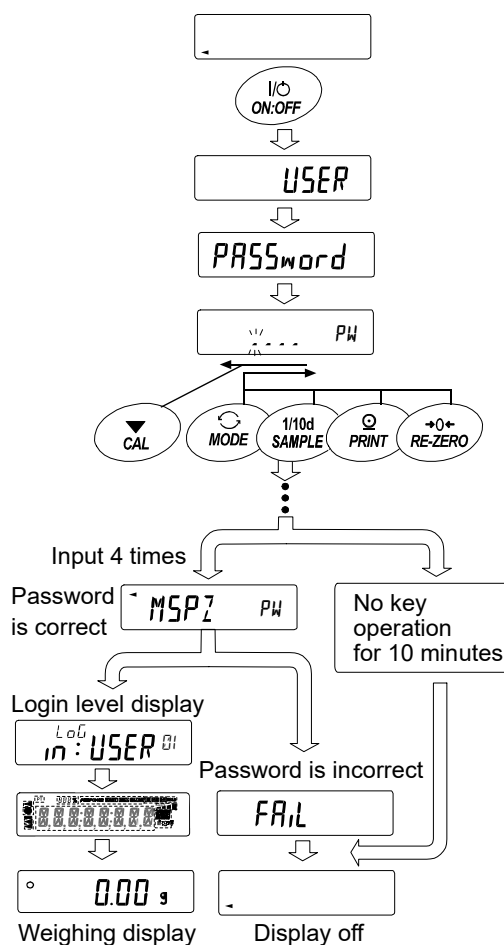 I/
ON:OFF
USER
PASSword
PW
CAL
MODE
1/10d
SAMPLE
PRINT
→0←
RE-ZERO
Input 4 times
Password
is correct
MSPZ PW
No key
operation
for 10 minutes
Login level display
LoG
in:USER 01
Password is incorrect
FAiL
0.00 g
Weighing display
Display off